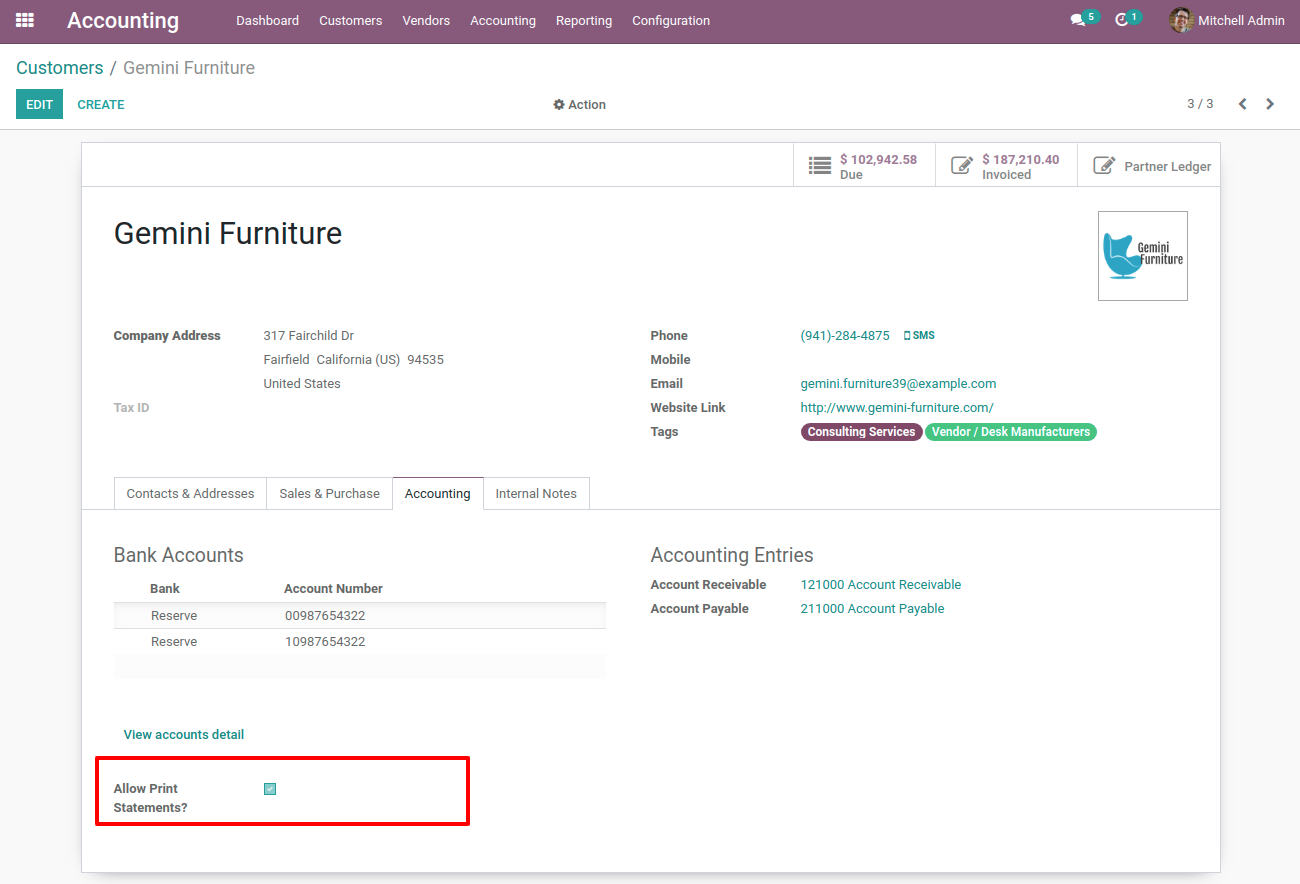 Accounting Dashboard Customers Vendors Accounting Reporting Configuration 5 1 Mitchell Admin
Customers / Gemini Furniture
EDIT CREATE Action 3 / 3
$ 102,942.58 $ 187,210.40 Partner Ledger
Due Invoiced
Gemini Furniture
Gemini
Furniture
Company Address 317 Fairchild Dr Phone (941)-284-4875 SMS
Fairfield California (US) 94535 Mobile
United States Email gemini.furniture39@example.com
Tax ID Website Link http://www.gemini-furniture.com/
Tags Consulting Services Vendor / Desk Manufacturers
Contacts & Addresses Sales & Purchase Accounting Internal Notes
Bank Accounts Accounting Entries
Bank Account Number Account Receivable 121000 Account Receivable
Reserve 00987654322 Account Payable 211000 Account Payable
Reserve 10987654322
View accounts detail
Allow Print
Statements?